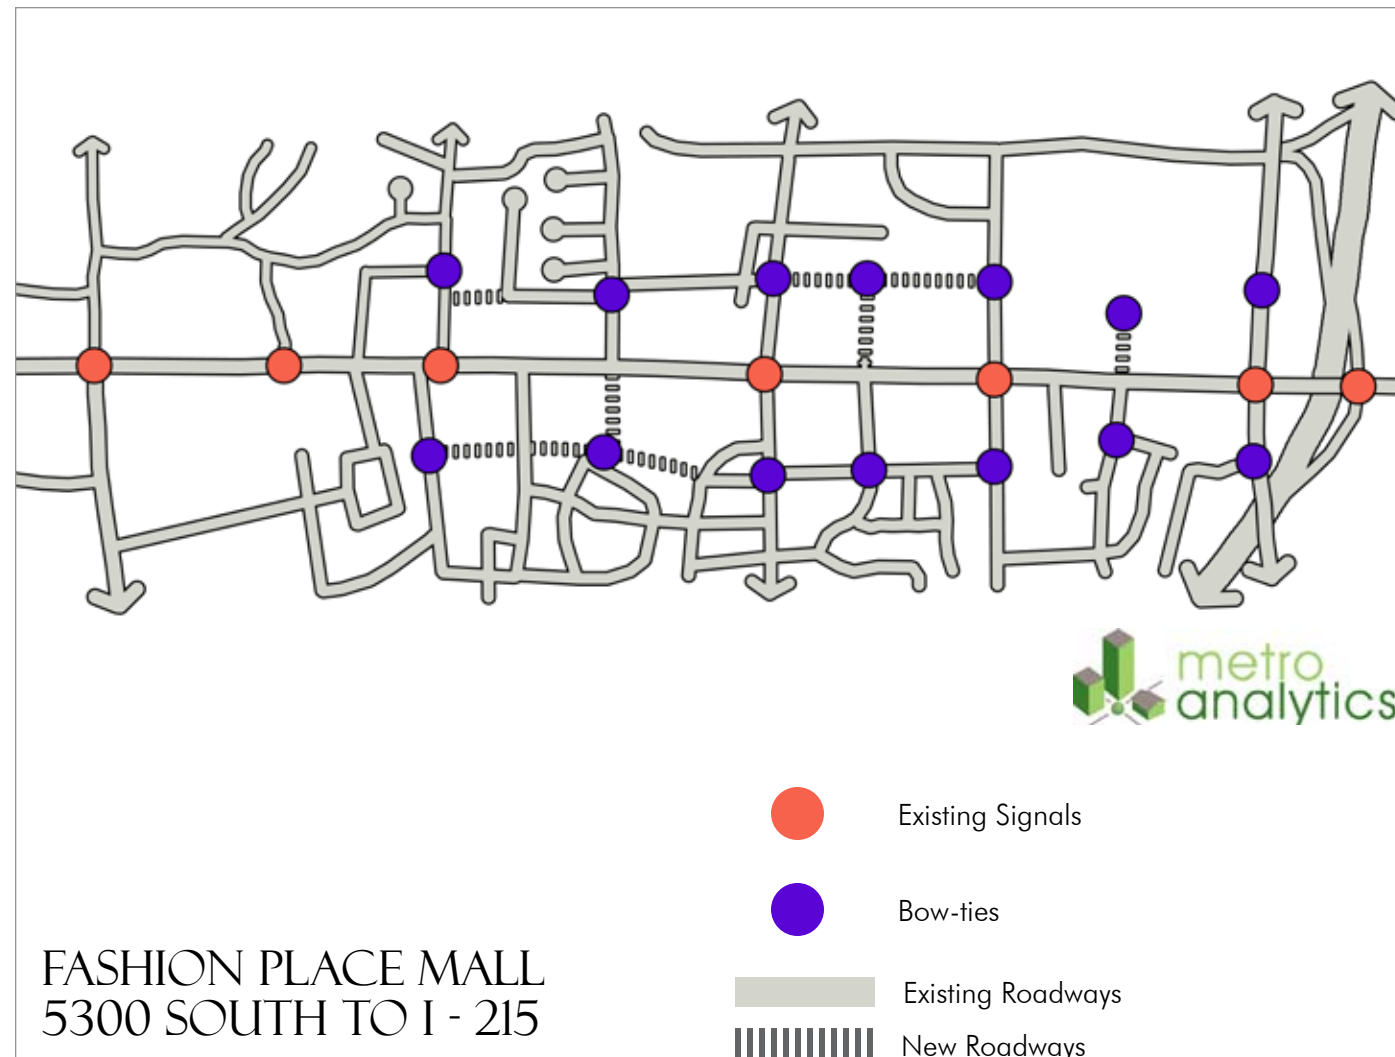 metro
analytics
Existing Signals
Bow-ties
Existing Roadways
New Roadways
FASHION PLACE MALL
5300 SOUTH TO I - 215